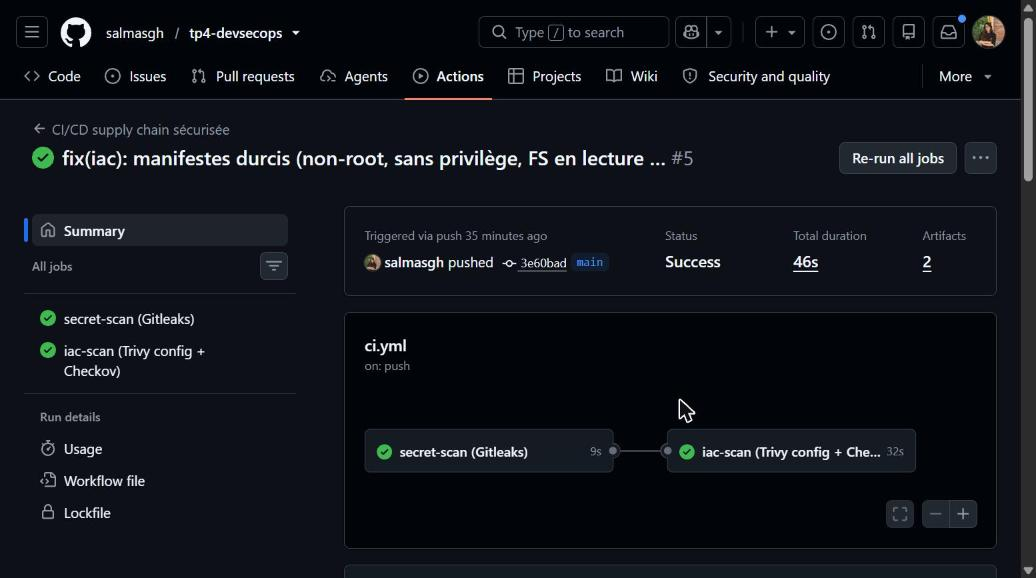 salmasgh / tp4-devsecops
Type / to search
Code Issues Pull requests Agents Actions Projects Wiki Security and quality More
CI/CD supply chain sécurisée
fix(iac): manifestes durcis (non-root, sans privilège, FS en lecture ... #5
Re-run all jobs
Summary
All jobs
secret-scan (Gitleaks)
iac-scan (Trivy config +
Checkov)
Run details
Usage
Workflow file
Lockfile
Triggered via push 35 minutes ago
salmasgh pushed 3e60bad main
Status
Success
Total duration
46s
Artifacts
2
ci.yml
on: push
secret-scan (Gitleaks) 9s
iac-scan (Trivy config + Che... 32s